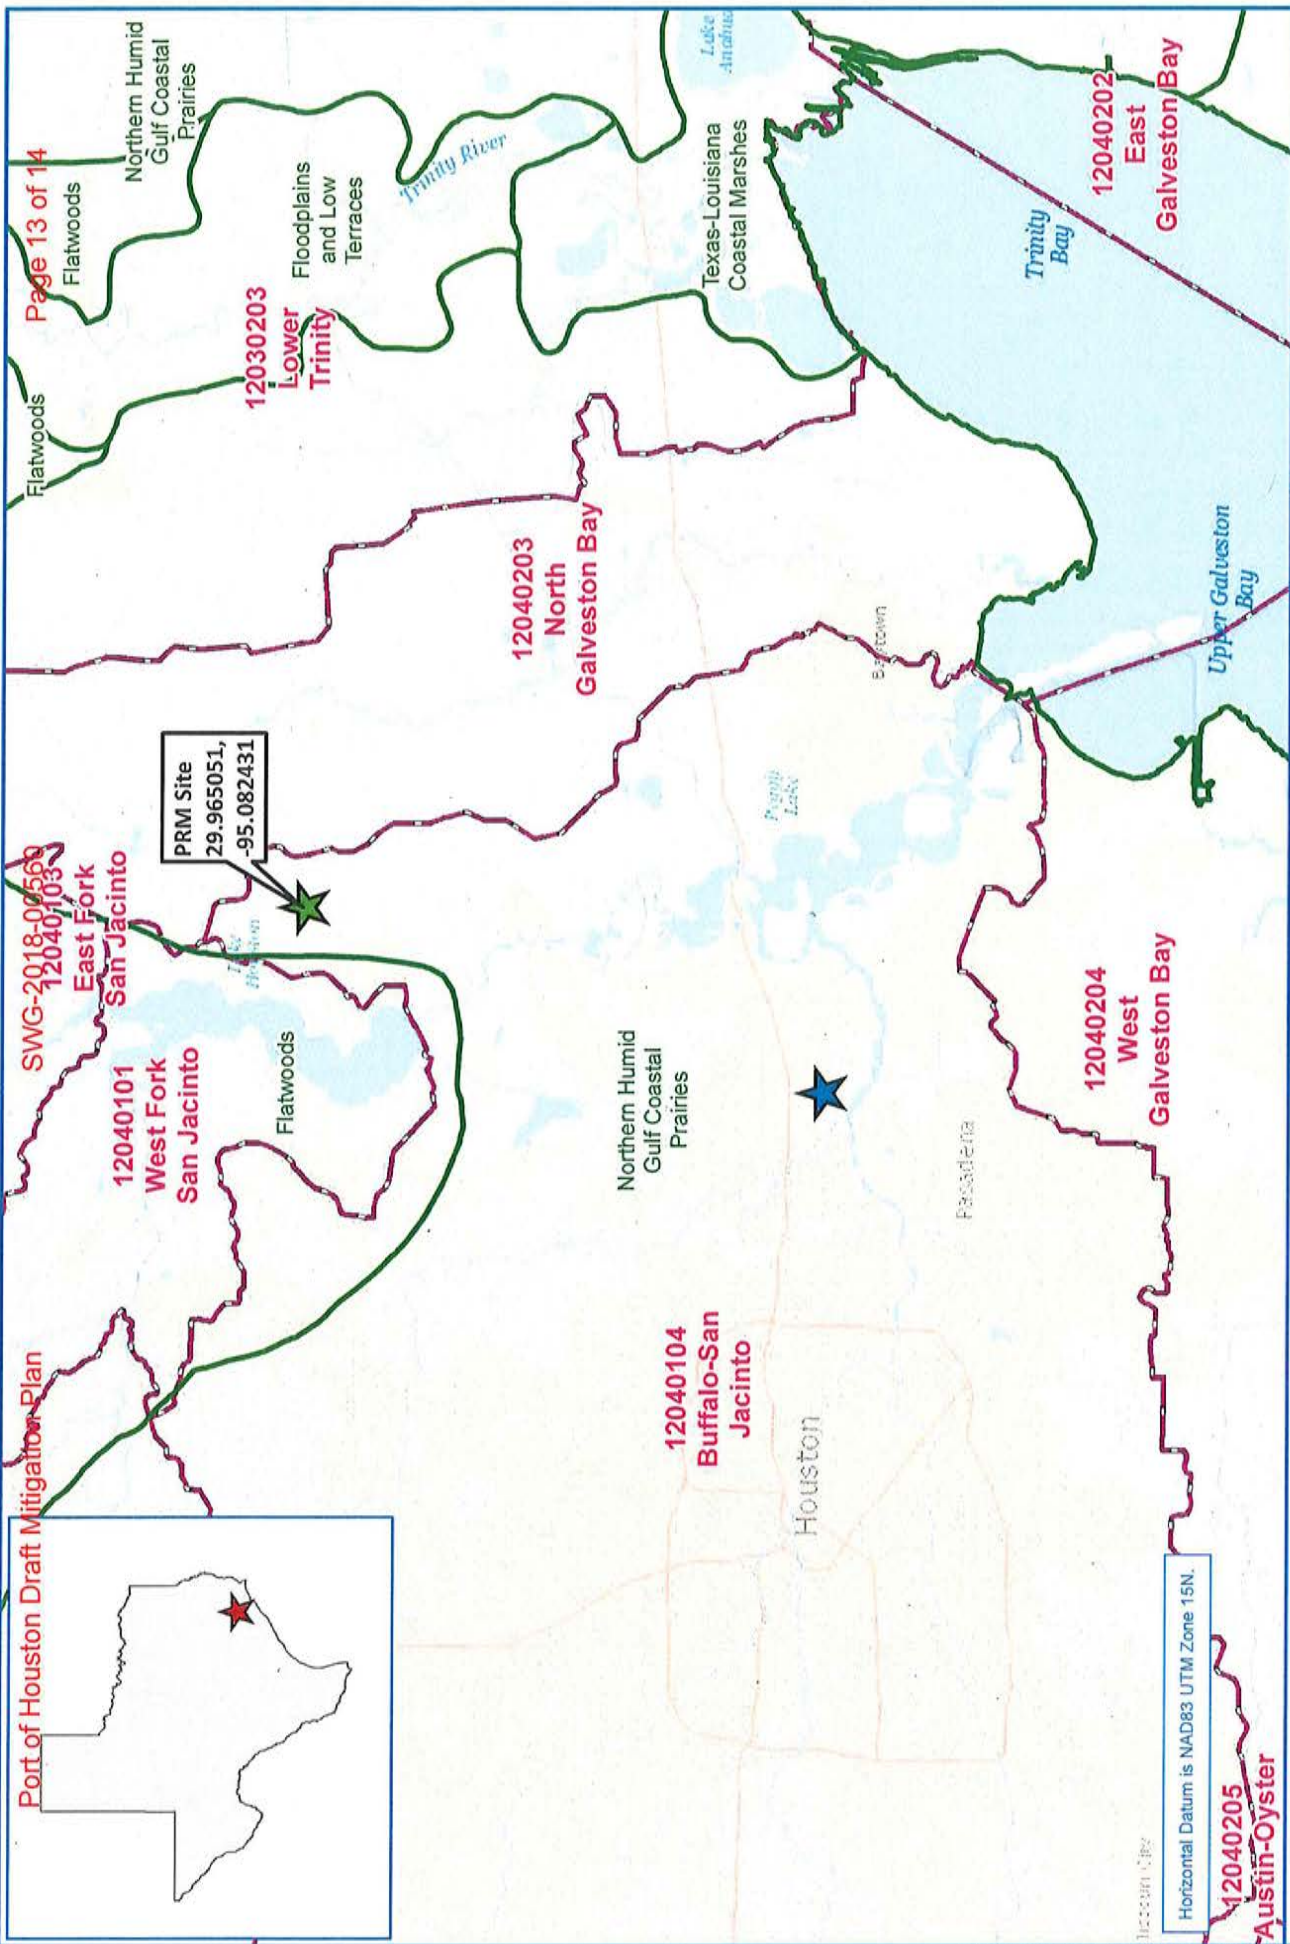 Port of Houston Draft Mitigation Plan
SWG-2018-00560
Page 13 of 14
12040103
East Fork
San Jacinto
12040101
West Fork
San Jacinto
Flatwoods
Lake
Houston
PRM Site
29.965051,
-95.082431
Flatwoods
Flatwoods
Northern Humid
Gulf Coastal
Prairies
12030203
Lower
Trinity
Floodplains
and Low
Terraces
Trinity River
12040203
North
Galveston Bay
Texas-Louisiana
Coastal Marshes
Lake
Anahuac
Northern Humid
Gulf Coastal
Prairies
12040104
Buffalo-San
Jacinto
Houston
Pasadena
Baytown
12040204
West
Galveston Bay
Trinity
Bay
12040202
East
Galveston Bay
Upper Galveston
Bay
Horizontal Datum is NAD83 UTM Zone 15N.
12040205
Austin-Oyster